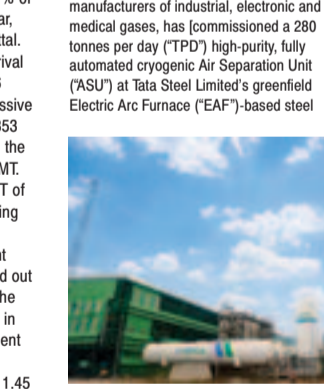 % of
ar,
tal.
ival
ssive
353
the
MT.
T of
ing
nt
d out
he
in
ent
1.45
manufacturers of industrial, electronic and
medical gases, has [commissioned a 280
tonnes per day (“TPD”) high-purity, fully
automated cryogenic Air Separation Unit
(“ASU”) at Tata Steel Limited’s greenfield
Electric Arc Furnace (“EAF”)-based steel